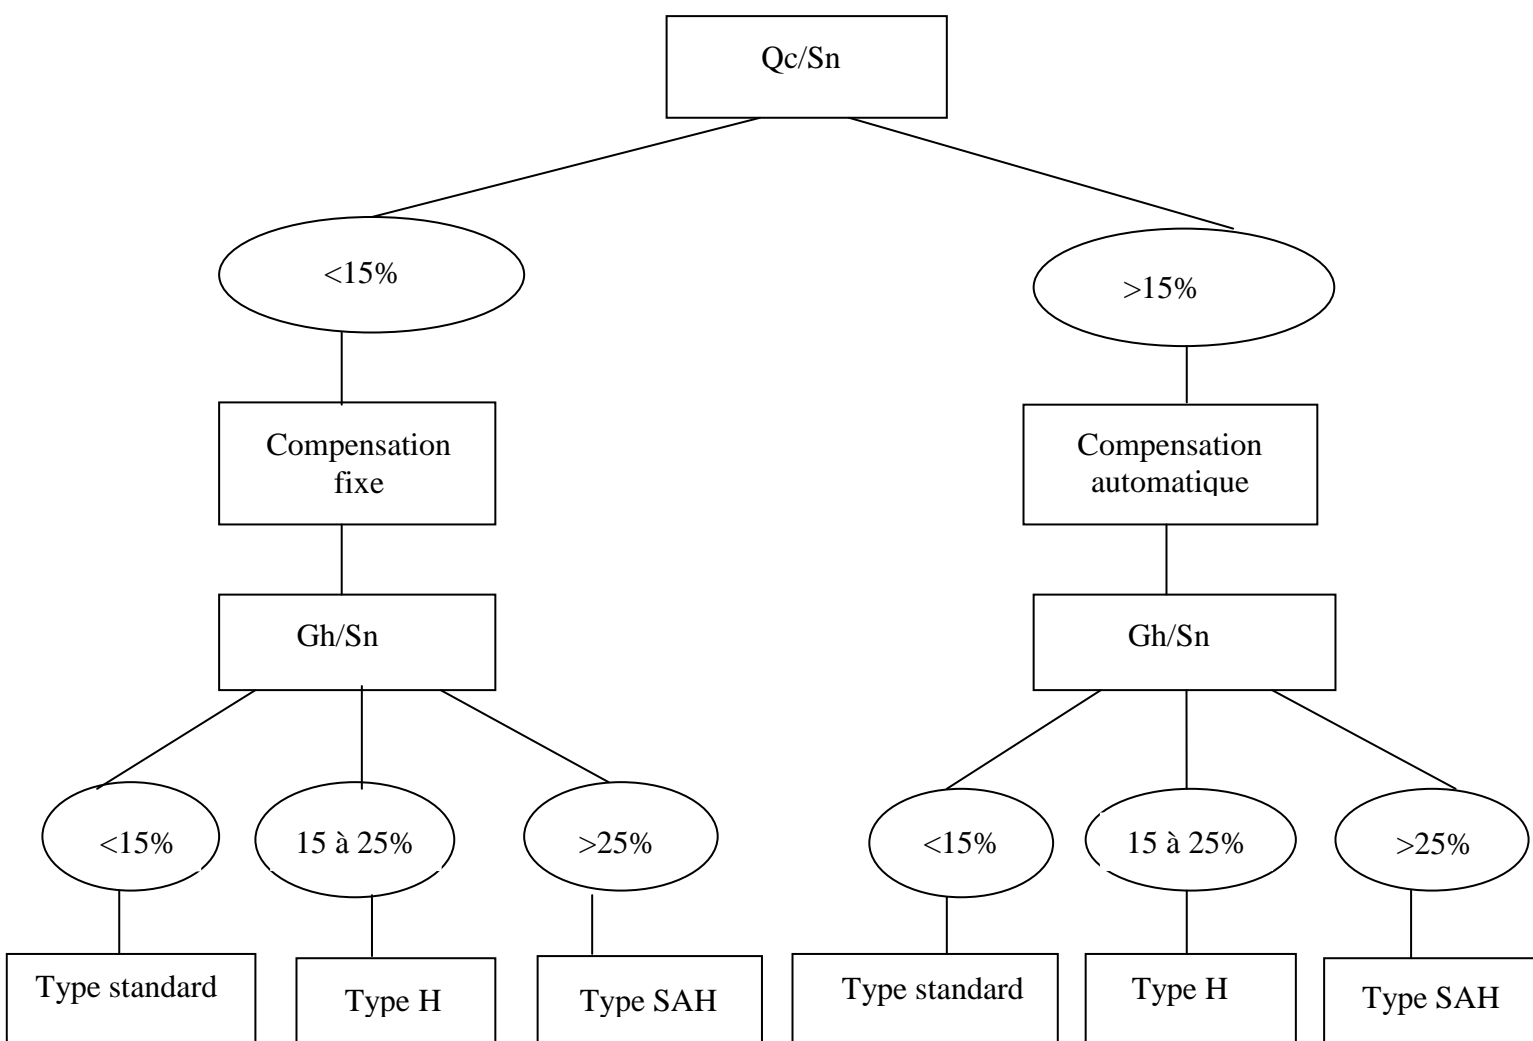 Qc/Sn
<15%
>15%
Compensation
fixe
Compensation
automatique
Gh/Sn
Gh/Sn
<15%
15 à 25%
>25%
<15%
15 à 25%
>25%
Type standard
Type H
Type SAH
Type standard
Type H
Type SAH